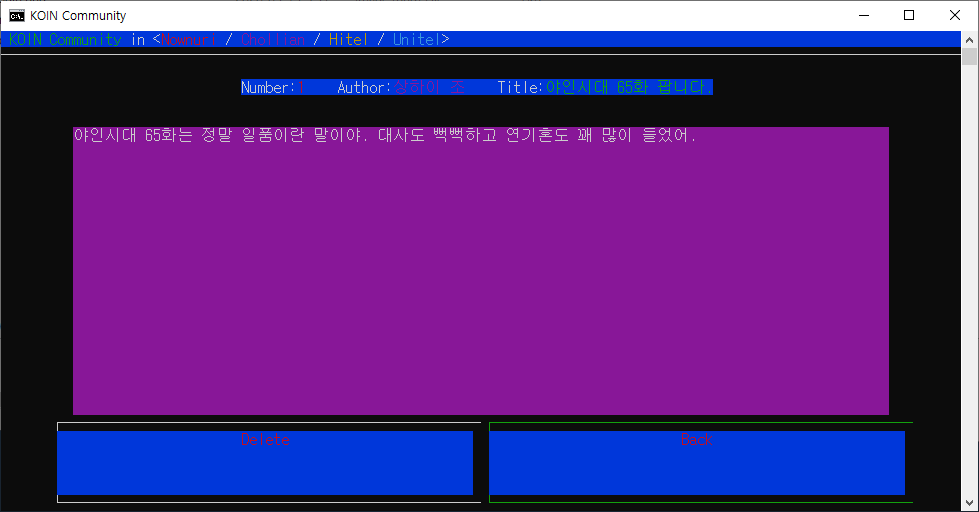 KOIN Community
KOIN Community in <Nownuri / Chollian / Hitel / Unitel>
Number:1 Author:상하이조 Title:야인시대 65화 팝니다.
야인시대 65화는 정말 일품이란 말이야. 대사도 뻑뻑하고 연기혼도 꽤 많이 들었어.
Delete Back